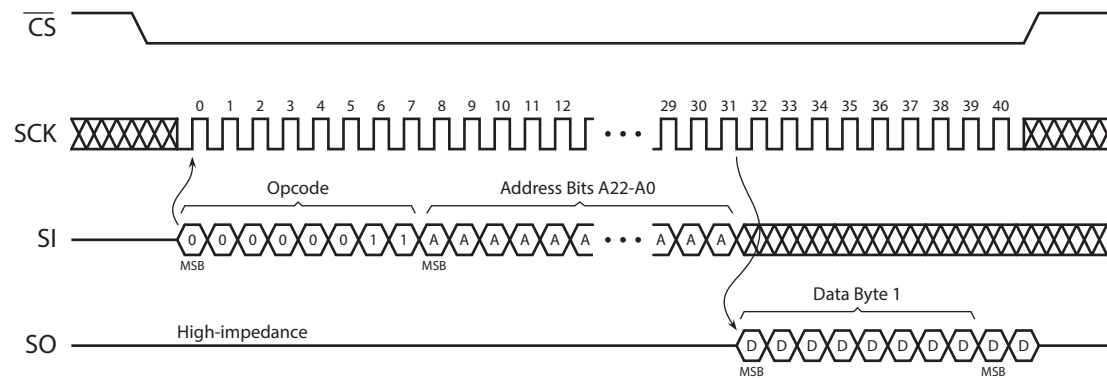 CS
0 1 2 3 4 5 6 7 8 9 10 11 12 29 30 31 32 33 34 35 36 37 38 39 40
SCK
Opcode Address Bits A22-A0
SI 0 0 0 0 0 0 1 1 A A A A A A A A A
MSB MSB
Data Byte 1
High-impedance
SO D D D D D D D D D D
MSB MSB